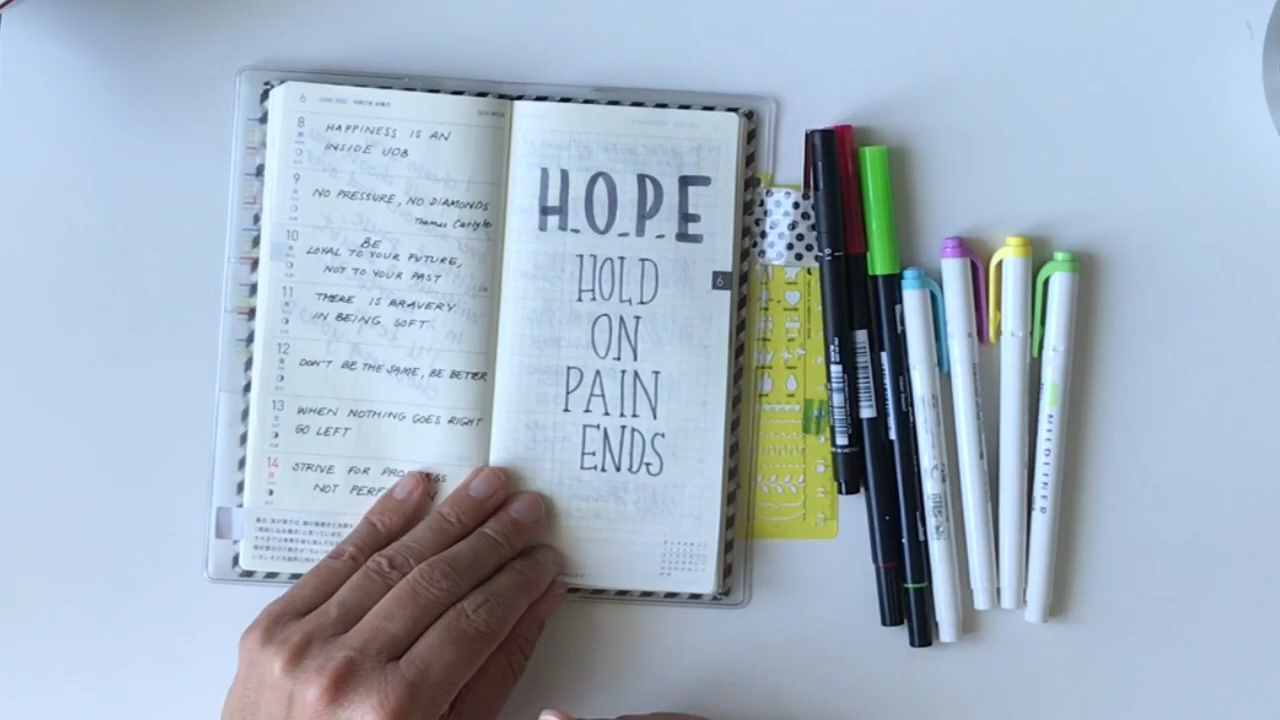 6
8
HAPPINESS IS AN
INSIDE JOB
9
NO PRESSURE, NO DIAMONDS
Thomas Carlyle
10
BE
LOYAL TO YOUR FUTURE,
NOT TO YOUR PAST
11
THERE IS BRAVERY
IN BEING SOFT
12
DON'T BE THE SAME, BE BETTER
13
WHEN NOTHING GOES RIGHT
GO LEFT
14
STRIVE FOR
NOT
H.O.P.E
HOLD
ON
PAIN
ENDS
6
MILDLINER